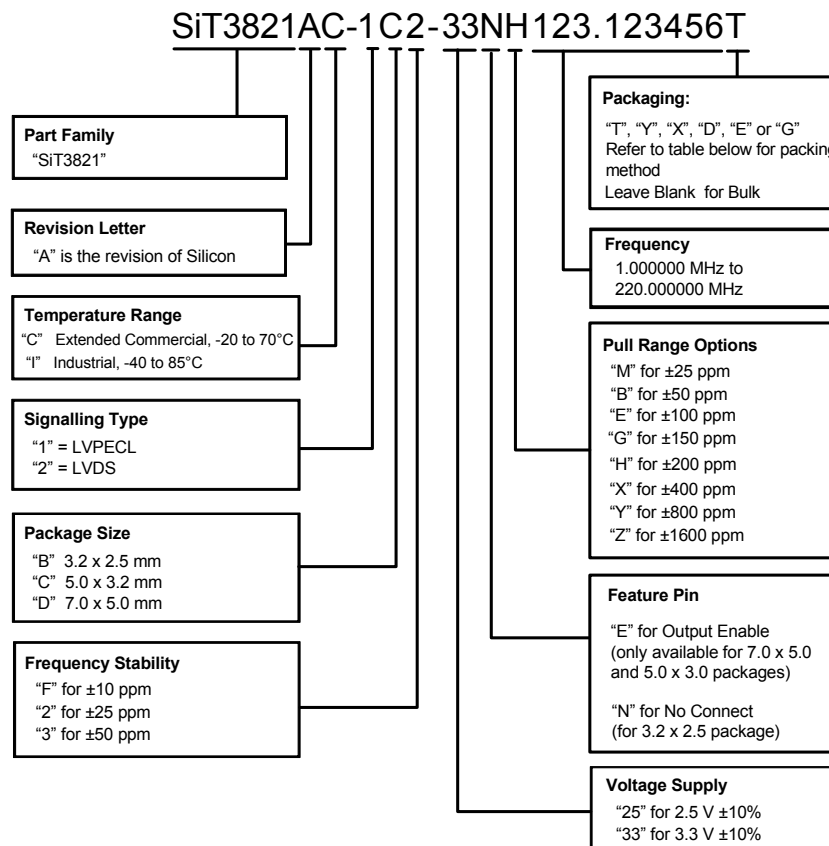 SiT3821AC-1C2-33NH123.123456T
Part Family
“SiT3821”
Revision Letter
“A” is the revision of Silicon
Temperature Range
“C” Extended Commercial, -20 to 70°C
“I” Industrial, -40 to 85°C
Signalling Type
“1” = LVPECL
“2” = LVDS
Package Size
“B” 3.2 x 2.5 mm
“C” 5.0 x 3.2 mm
“D” 7.0 x 5.0 mm
Frequency Stability
“F” for ±10 ppm
“2” for ±25 ppm
“3” for ±50 ppm
Packaging:
“T”, “Y”, “X”, “D”, “E” or “G”
Refer to table below for packing
method
Leave Blank for Bulk
Frequency
1.000000 MHz to
220.000000 MHz
Pull Range Options
“M” for ±25 ppm
“B” for ±50 ppm
“E” for ±100 ppm
“G” for ±150 ppm
“H” for ±200 ppm
“X” for ±400 ppm
“Y” for ±800 ppm
“Z” for ±1600 ppm
Feature Pin
“E” for Output Enable
(only available for 7.0 x 5.0
and 5.0 x 3.0 packages)
“N” for No Connect
(for 3.2 x 2.5 package)
Voltage Supply
“25” for 2.5 V ±10%
“33” for 3.3 V ±10%